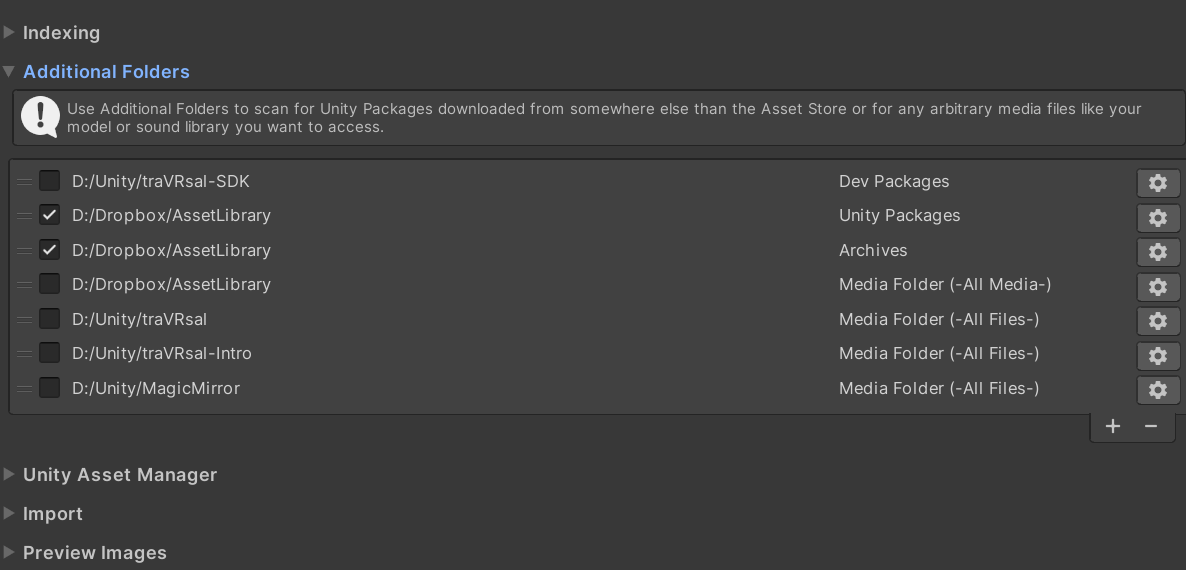 Indexing
Additional Folders
Use Additional Folders to scan for Unity Packages downloaded from somewhere else than the Asset Store or for any arbitrary media files like your
model or sound library you want to access.
D:/Unity/traVRsal-SDK Dev Packages
D:/Dropbox/AssetLibrary Unity Packages
D:/Dropbox/AssetLibrary Archives
D:/Dropbox/AssetLibrary Media Folder (-All Media-)
D:/Unity/traVRsal Media Folder (-All Files-)
D:/Unity/traVRsal-Intro Media Folder (-All Files-)
D:/Unity/MagicMirror Media Folder (-All Files-)
Unity Asset Manager
Import
Preview Images